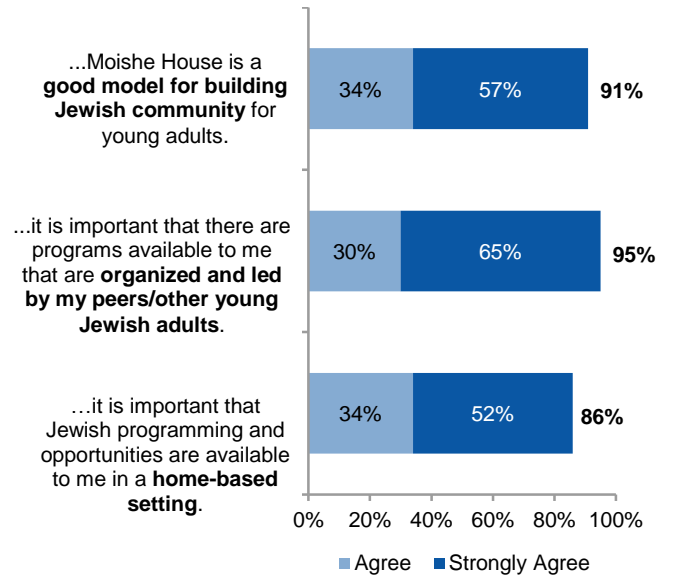 ...Moishe House is a
good model for building
Jewish community for
young adults.
34%
57%
91%
...it is important that there are
programs available to me
that are organized and led
by my peers/other young
Jewish adults.
30%
65%
95%
…it is important that
Jewish programming and
opportunities are available
to me in a home-based
setting.
34%
52%
86%
0% 20% 40% 60% 80% 100%
Agree Strongly Agree